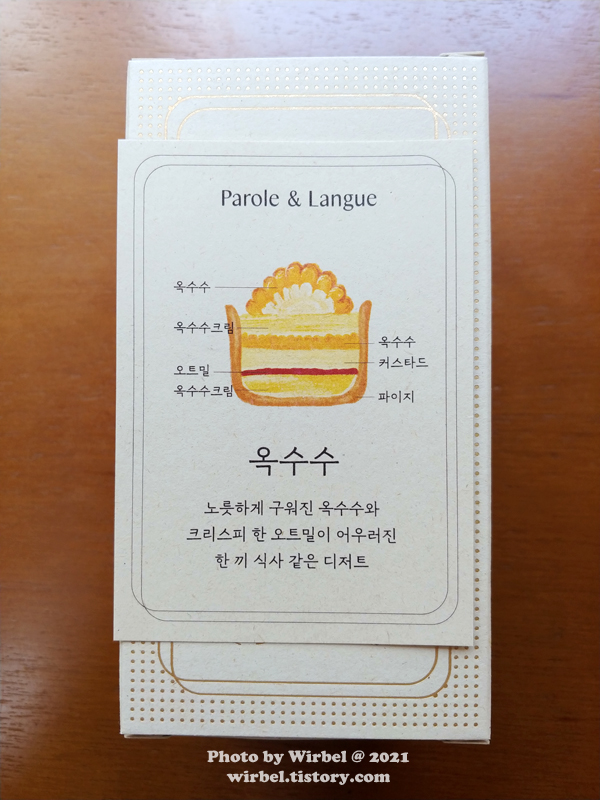 Parole & Langue
옥수수
옥수수크림
옥수수
커스타드
오트밀
옥수수크림
파이지
옥수수
노릇하게 구워진 옥수수와
크리스피 한 오트밀이 어우러진
한 끼 식사 같은 디저트
Photo by Wirbel @ 2021
wirbel.tistory.com